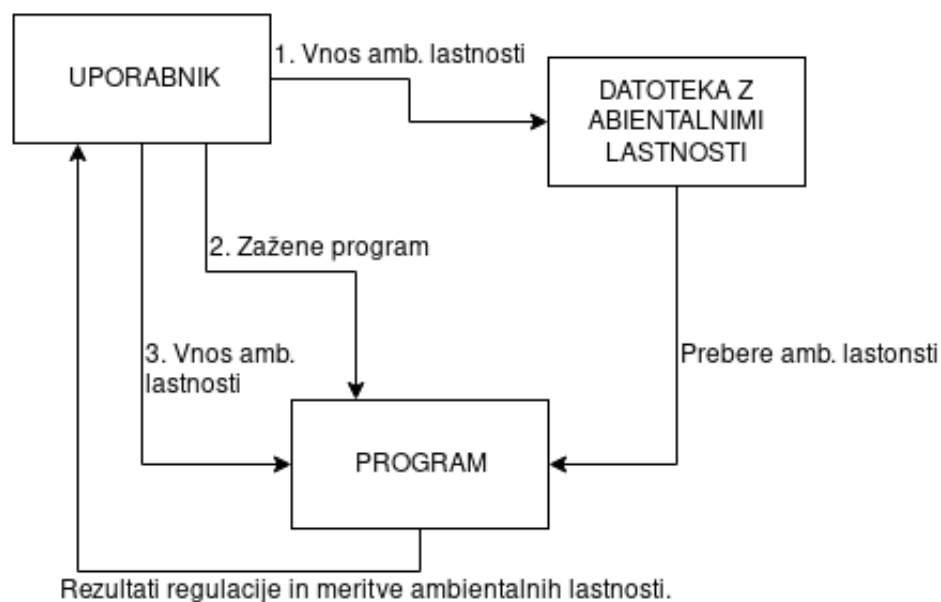 1. Vnos amb. lastnosti
UPORABNIK
DATOTEKA Z
ABIENTALNIMI
LASTNOSTI
2. Zažene program
3. Vnos amb.
lastnosti
Prebere amb. lastonsti
PROGRAM
Rezultati regulacije in meritve ambientalnih lastnosti.